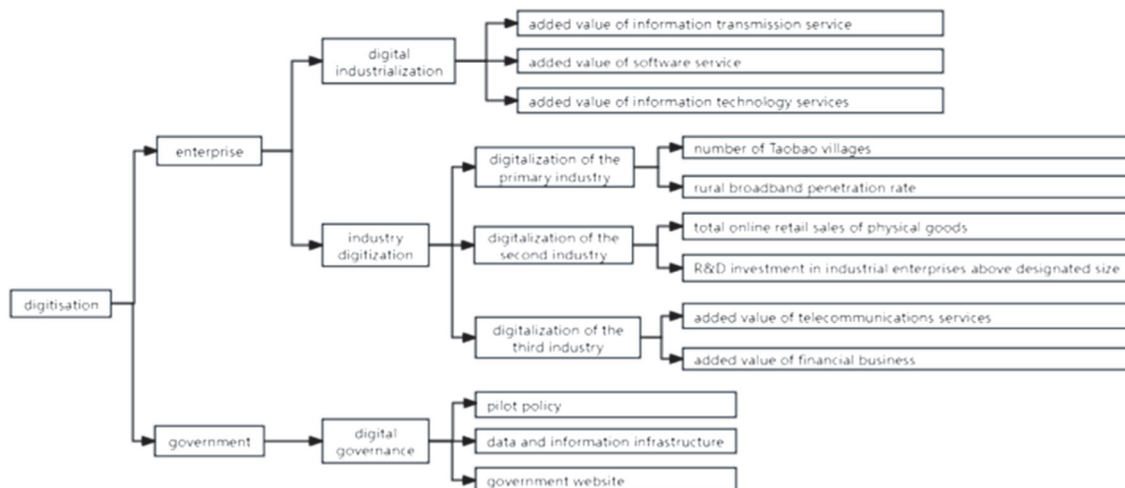 added value of information transmission service
digital
industrialization
added value of software service
added value of information technology services
enterprise
number of Taobao villages
digitalization of the
primary industry
rural broadband penetration rate
total online retail sales of physical goods
industry
digitization
digitalization of the
second industry
R&D investment in industrial enterprises above designated size
digitisation
added value of telecommunications services
digitalization of the
third industry
added value of financial business
pilot policy
government
digital
governance
data and information infrastructure
government website